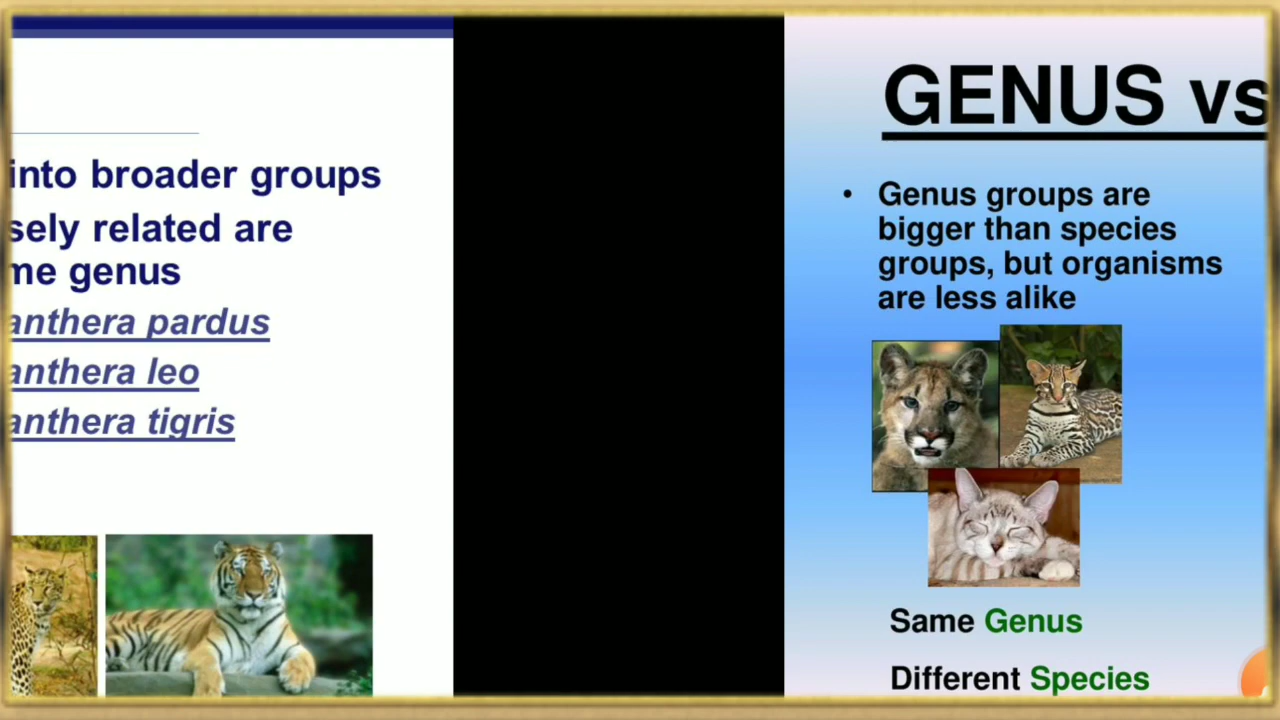 into broader groups
sely related are
me genus
anthera pardus
anthera leo
anthera tigris
GENUS vs
• Genus groups are
bigger than species
groups, but organisms
are less alike
Same Genus
Different Species